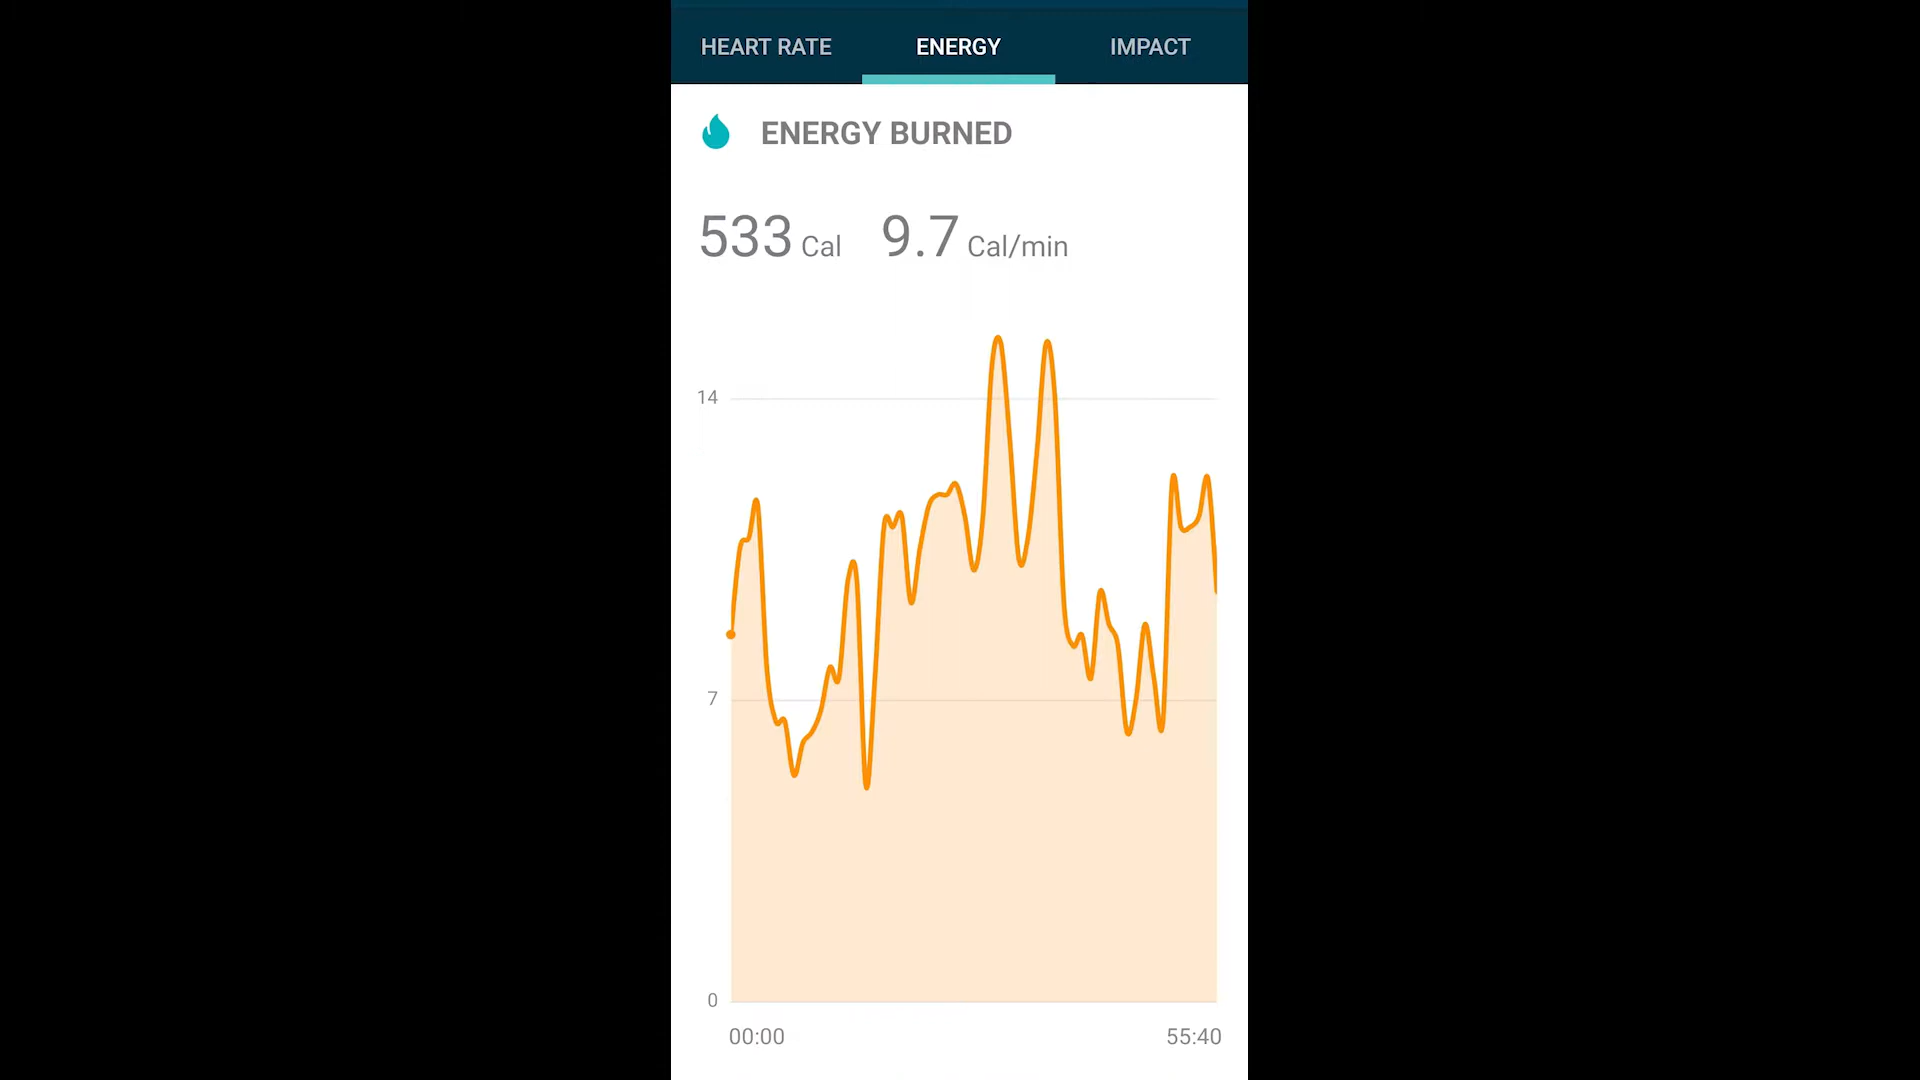 HEART RATE ENERGY IMPACT
ENERGY BURNED
533 Cal 9.7 Cal/min
14
7
0
00:00 55:40